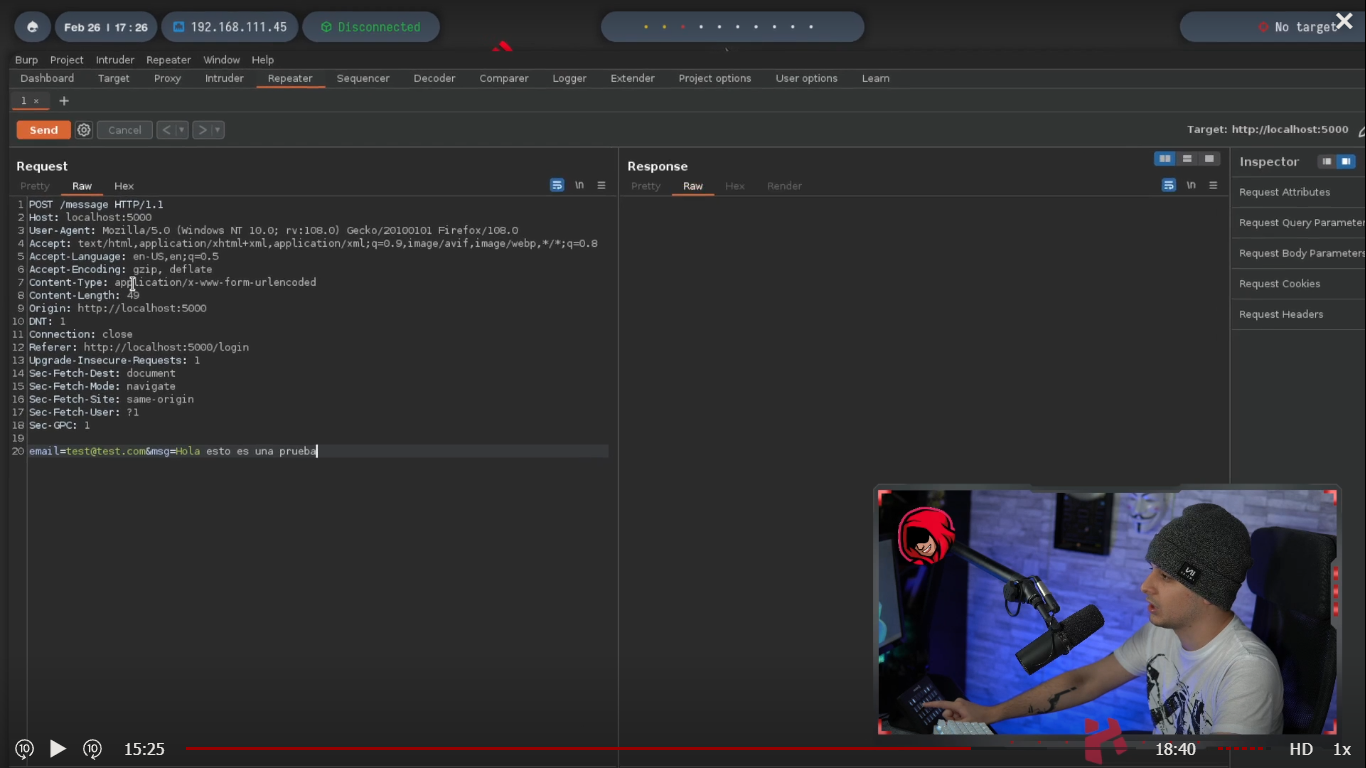 Feb 26 | 17:26
192.168.111.45
Disconnected
No target
Burp Project Intruder Repeater Window Help
Dashboard Target Proxy Intruder Repeater Sequencer Decoder Comparer Logger Extender Project options User options Learn
1 × +
Send Cancel < >
Target: http://localhost:5000
Request
Pretty Raw Hex
\n
1 POST /message HTTP/1.1
2 Host: localhost:5000
3 User-Agent: Mozilla/5.0 (Windows NT 10.0; rv:108.0) Gecko/20100101 Firefox/108.0
4 Accept: text/html,application/xhtml+xml,application/xml;q=0.9,image/avif,image/webp,*/*;q=0.8
5 Accept-Language: en-US,en;q=0.5
6 Accept-Encoding: gzip, deflate
7 Content-Type: application/x-www-form-urlencoded
8 Content-Length: 49
9 Origin: http://localhost:5000
10 DNT: 1
11 Connection: close
12 Referer: http://localhost:5000/login
13 Upgrade-Insecure-Requests: 1
14 Sec-Fetch-Dest: document
15 Sec-Fetch-Mode: navigate
16 Sec-Fetch-Site: same-origin
17 Sec-Fetch-User: ?1
18 Sec-GPC: 1
19
20 email=test@test.com&msg=Hola esto es una prueba
Response
Pretty Raw Hex Render
\n
Inspector
Request Attributes
Request Query Parameter
Request Body Parameters
Request Cookies
Request Headers
10 10 15:25
18:40 HD 1x